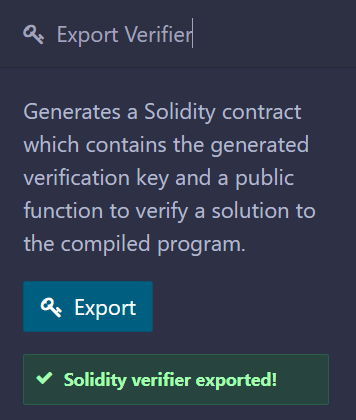 Export Verifier
Generates a Solidity contract
which contains the generated
verification key and a public
function to verify a solution to
the compiled program.
Export
Solidity verifier exported!